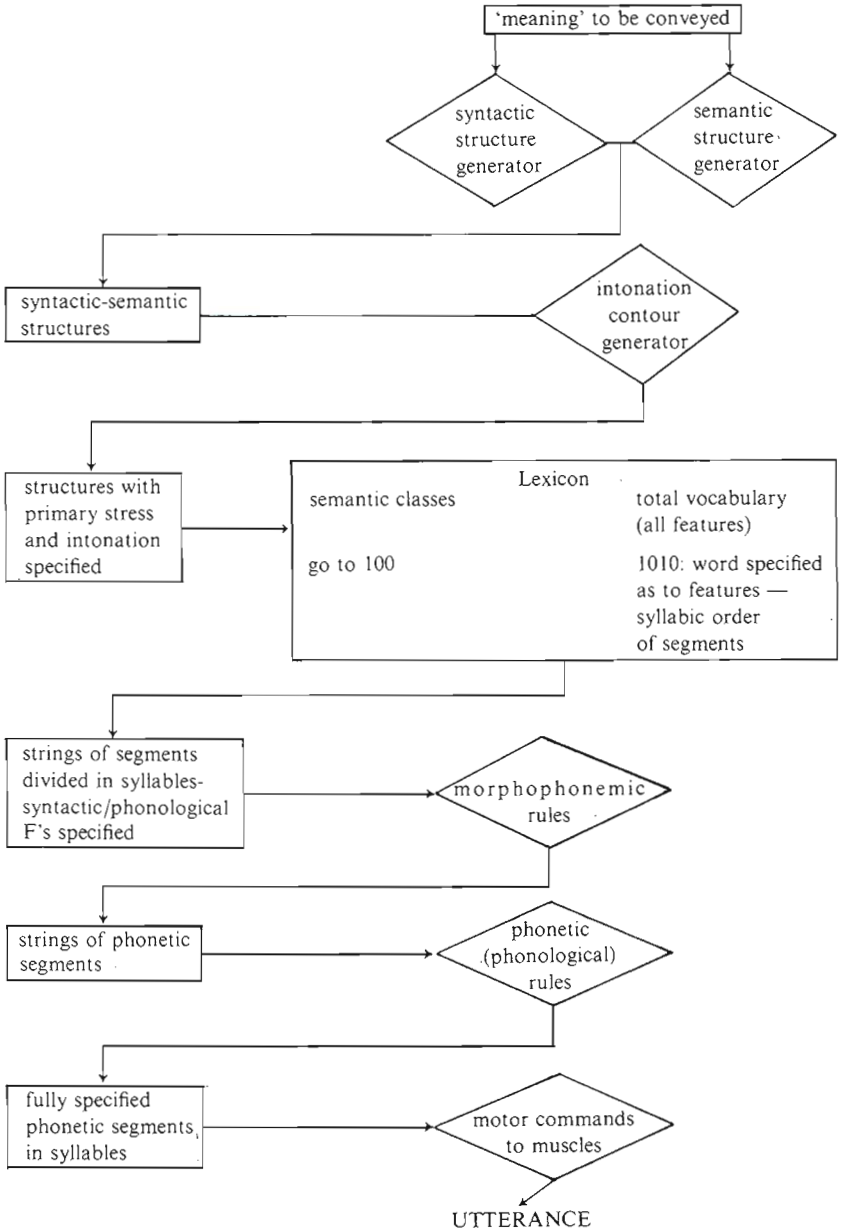 'meaning' to be conveyed
syntactic
structure
generator
semantic
structure
generator
syntactic-semantic
structures
intonation
contour
generator
structures with
primary stress
and intonation
specified
Lexicon
semantic classes
total vocabulary
(all features)
go to 100
1010: word specified
as to features —
syllabic order
of segments
strings of segments
divided in syllables-
syntactic/phonological
F's specified
morphophonemic
rules
strings of phonetic
segments
phonetic
(phonological)
rules
fully specified
phonetic segments
in syllables
motor commands
to muscles
UTTERANCE